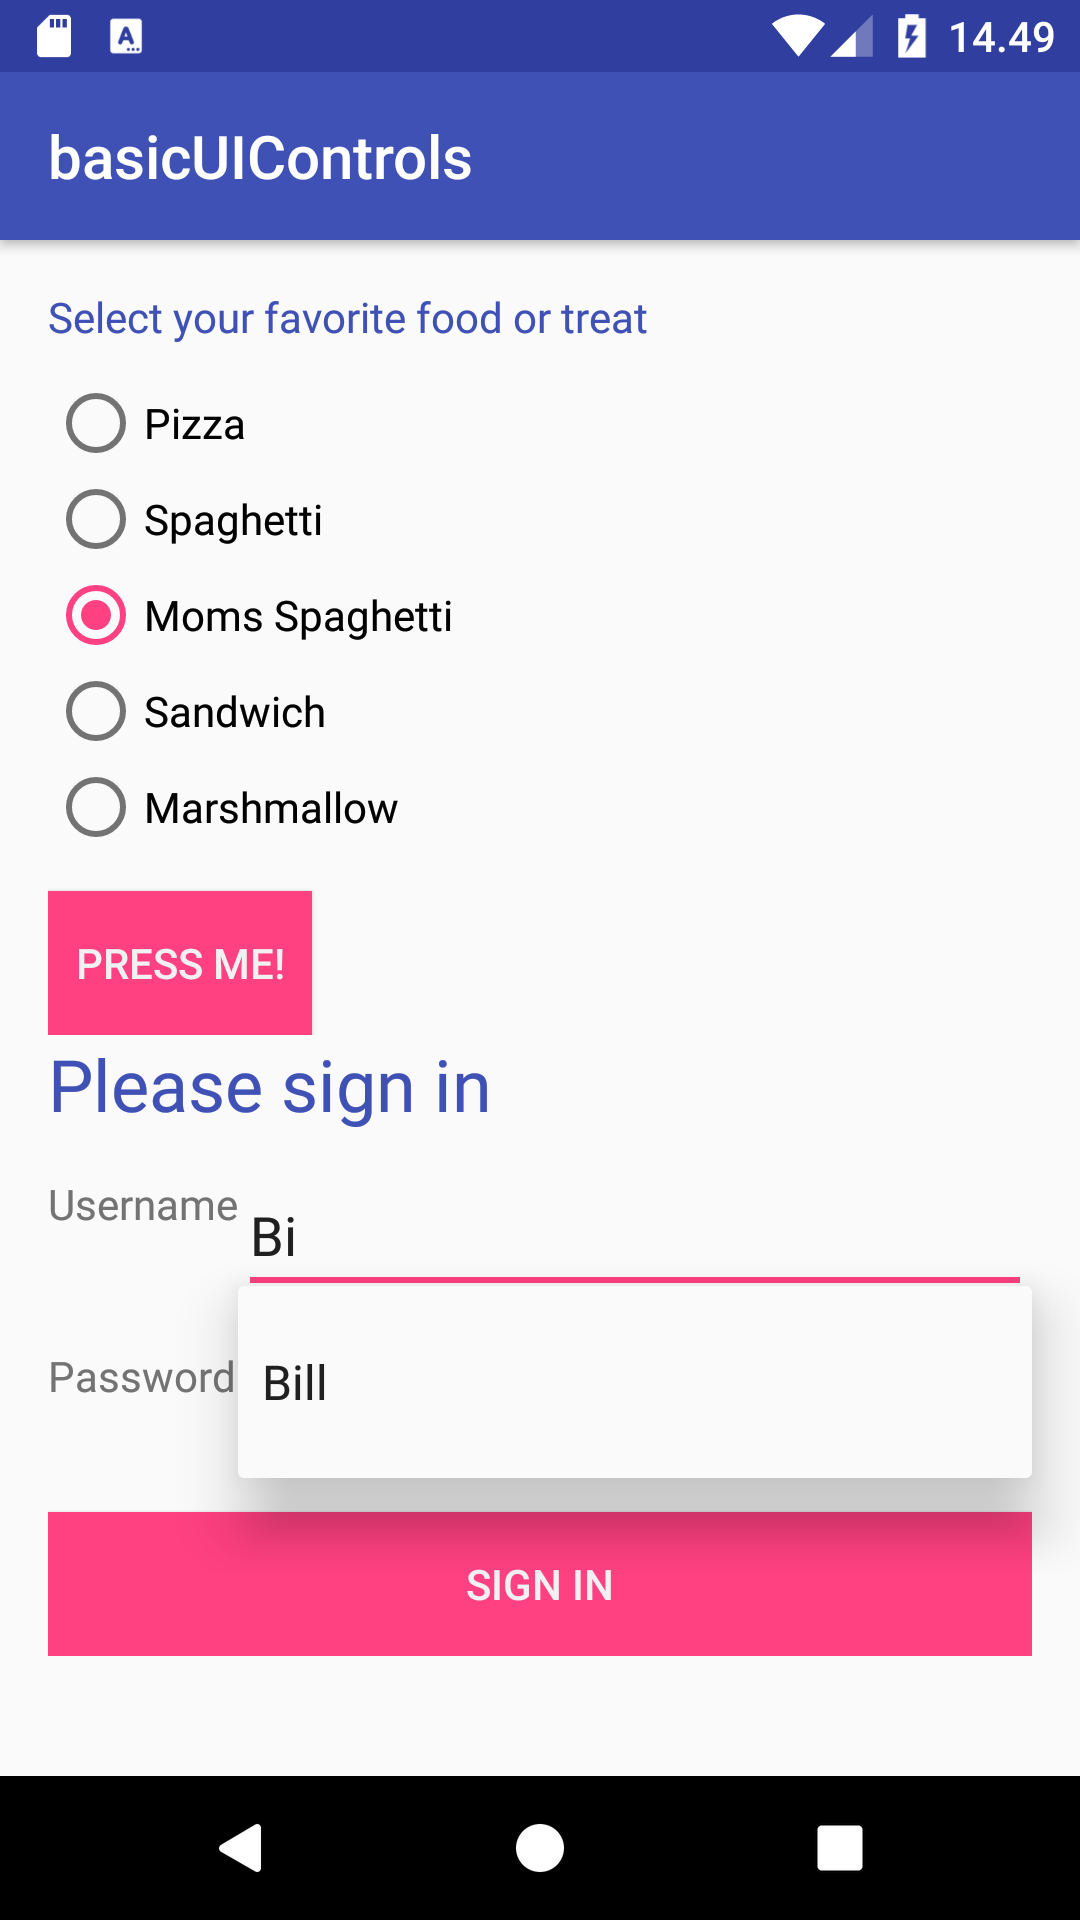 14.49
basicUIControls
Select your favorite food or treat
Pizza
Spaghetti
Moms Spaghetti
Sandwich
Marshmallow
PRESS ME!
Please sign in
Username
Bi
Password
Bill
SIGN IN